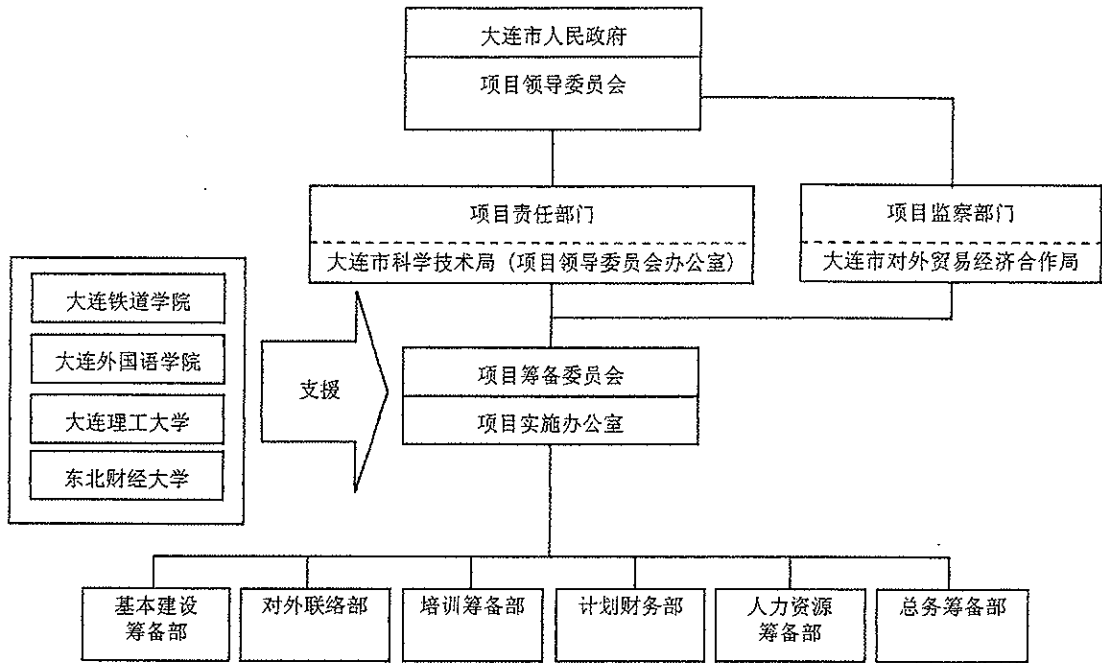 大连市人民政府
项目领导委员会
项目责任部门
大连市科学技术局（项目领导委员会办公室）
项目监察部门
大连市对外贸易经济合作局
大连铁道学院
大连外国语学院
大连理工大学
东北财经大学
支援
项目筹备委员会
项目实施办公室
基本建设
筹备部
对外联络部
培训筹备部
计划财务部
人力资源
筹备部
总务筹备部